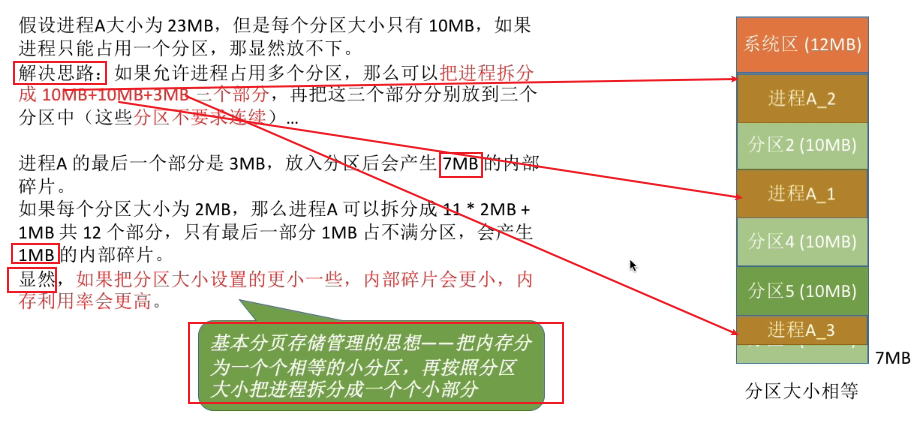 假设进程A大小为 23MB，但是每个分区大小只有 10MB，如果
进程只能占用一个分区，那显然放不下。
解决思路：如果允许进程占用多个分区，那么可以把进程拆分
成 10MB+10MB+3MB 三个部分，再把这三个部分分别放到三个
分区中（这些分区不要求连续）...
进程A 的最后一个部分是 3MB，放入分区后会产生 7MB 的内部
碎片。
如果每个分区大小为 2MB，那么进程A 可以拆分成 11 * 2MB +
1MB 共 12 个部分，只有最后一部分 1MB 占不满分区，会产生
1MB 的内部碎片。
显然，如果把分区大小设置的更小一些，内部碎片会更小，内
存利用率会更高。
基本分页存储管理的思想——把内存分
为一个个相等的小分区，再按照分区
大小把进程拆分成一个个小部分
系统区 (12MB)
进程A_2
分区2 (10MB)
进程A_1
分区4 (10MB)
分区5 (10MB)
进程A_3
7MB
分区大小相等